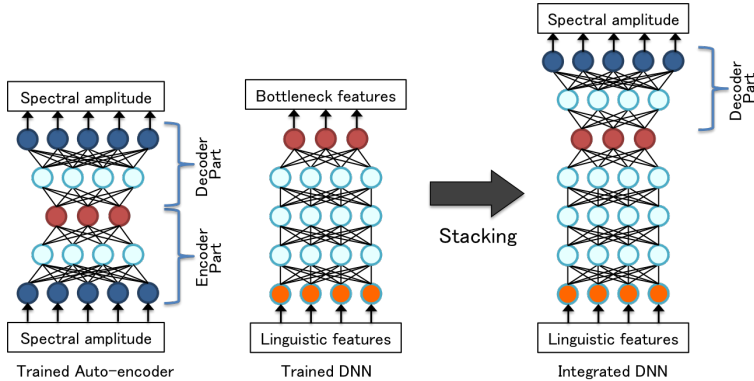 Spectral amplitude
Decoder
Part
Encoder
Part
Spectral amplitude
Trained Auto-encoder
Bottleneck features
Linguistic features
Trained DNN
Stacking
Spectral amplitude
Decoder
Part
Linguistic features
Integrated DNN